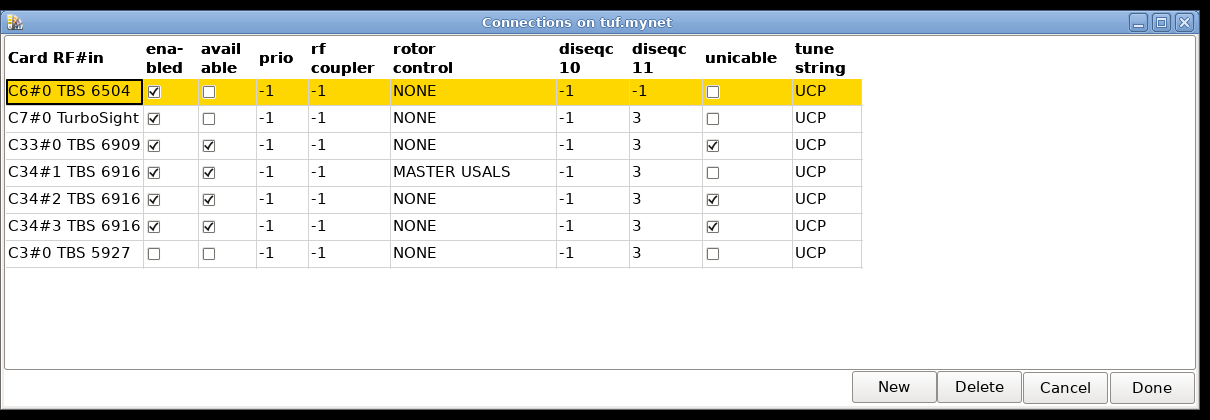 Connections on tuf.mynet
Card RF#in ena-bled avail able prio rf coupler rotor control diseqc 10 diseqc 11 unicable tune string
C6#0 TBS 6504 -1 -1 NONE -1 -1 UCP
C7#0 TurboSight -1 -1 NONE -1 3 UCP
C33#0 TBS 6909 -1 -1 NONE -1 3 UCP
C34#1 TBS 6916 -1 -1 MASTER USALS -1 3 UCP
C34#2 TBS 6916 -1 -1 NONE -1 3 UCP
C34#3 TBS 6916 -1 -1 NONE -1 3 UCP
C3#0 TBS 5927 -1 -1 NONE -1 3 UCP
New Delete Cancel Done